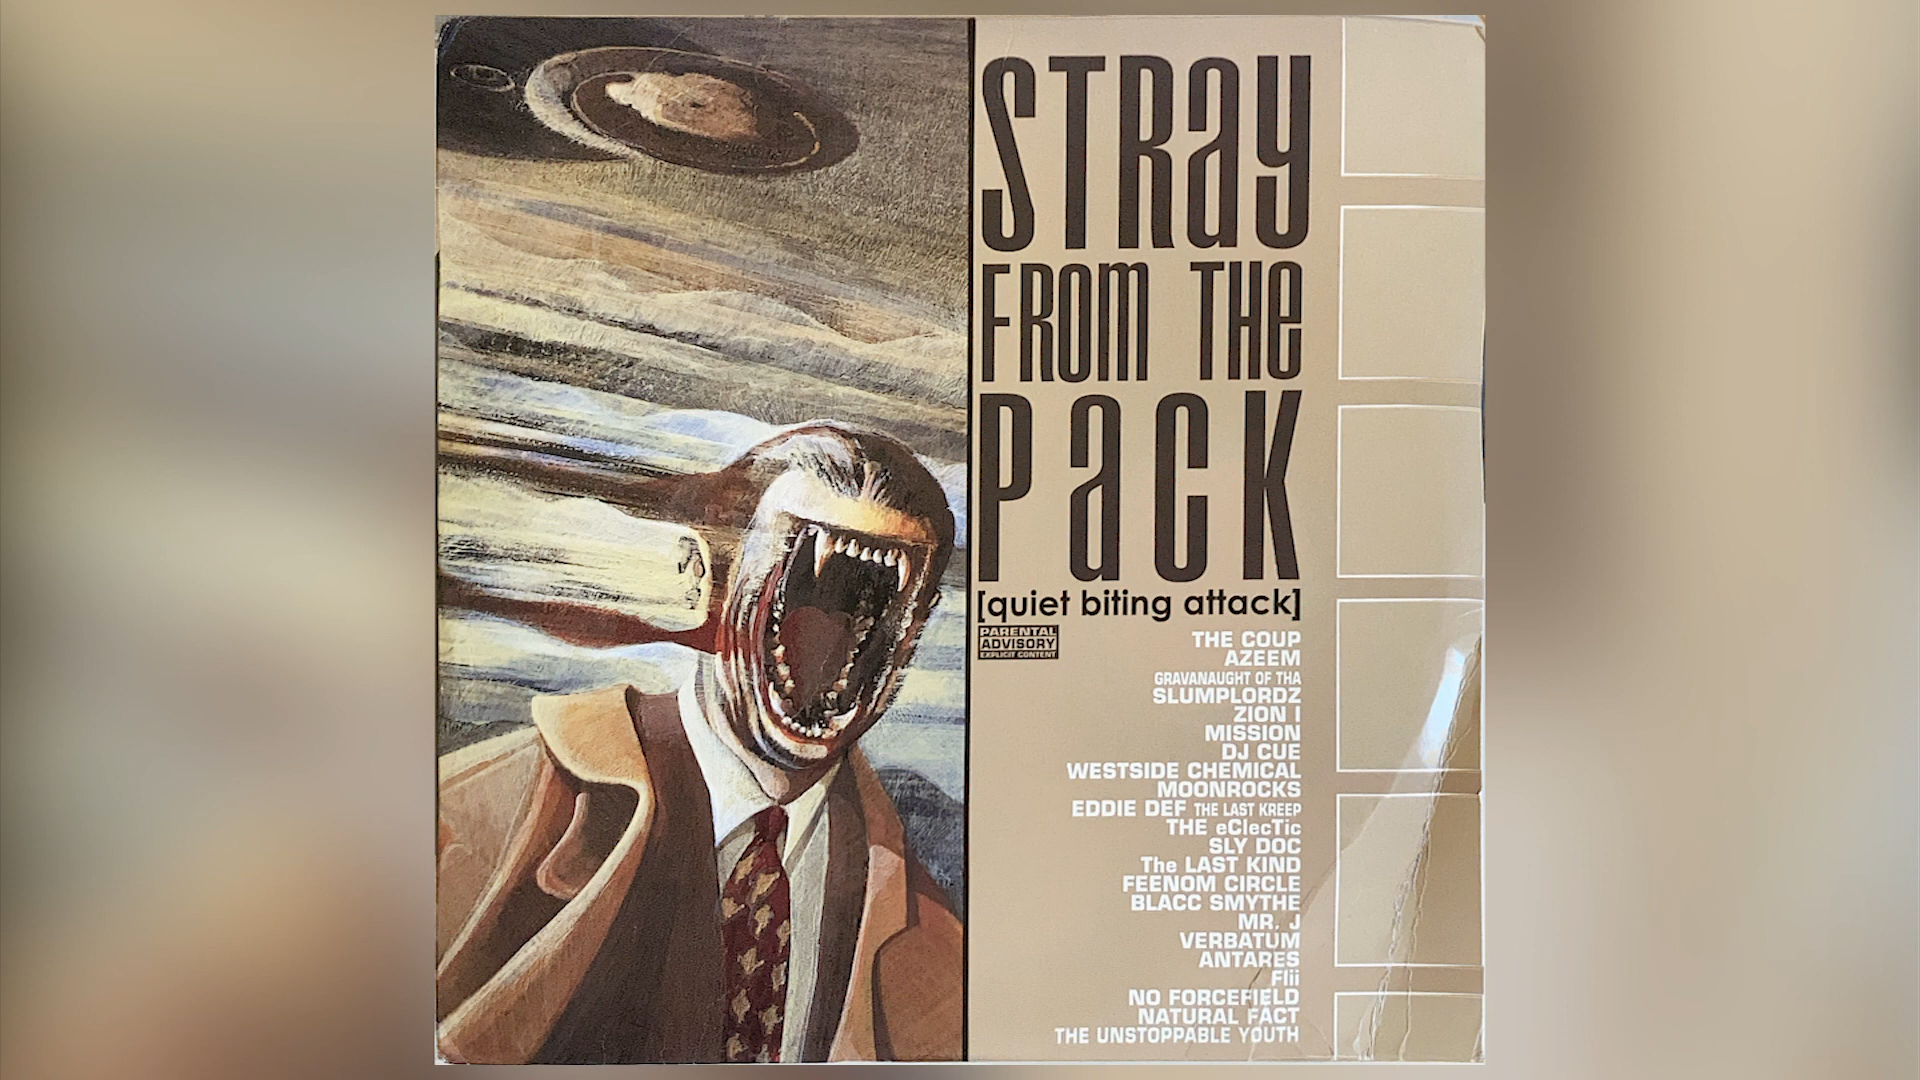 STRay
FROM THE
PaCK
[quiet biting attack]
PARENTAL
ADVISORY
EXPLICIT CONTENT
THE COUP
AZEEM
GRAVANAUGHT OF THA
SLUMPLORDZ
ZION I
MISSION
DJ CUE
WESTSIDE CHEMICAL
MOONROCKS
EDDIE DEF THE LAST KREEP
THE eClecTic
SLY DOC
The LAST KIND
FEENOM CIRCLE
BLACC SMYTHE
MR. J
VERBATUM
ANTARES
Flii
NO FORCEFIELD
NATURAL FACT
THE UNSTOPPABLE YOUTH